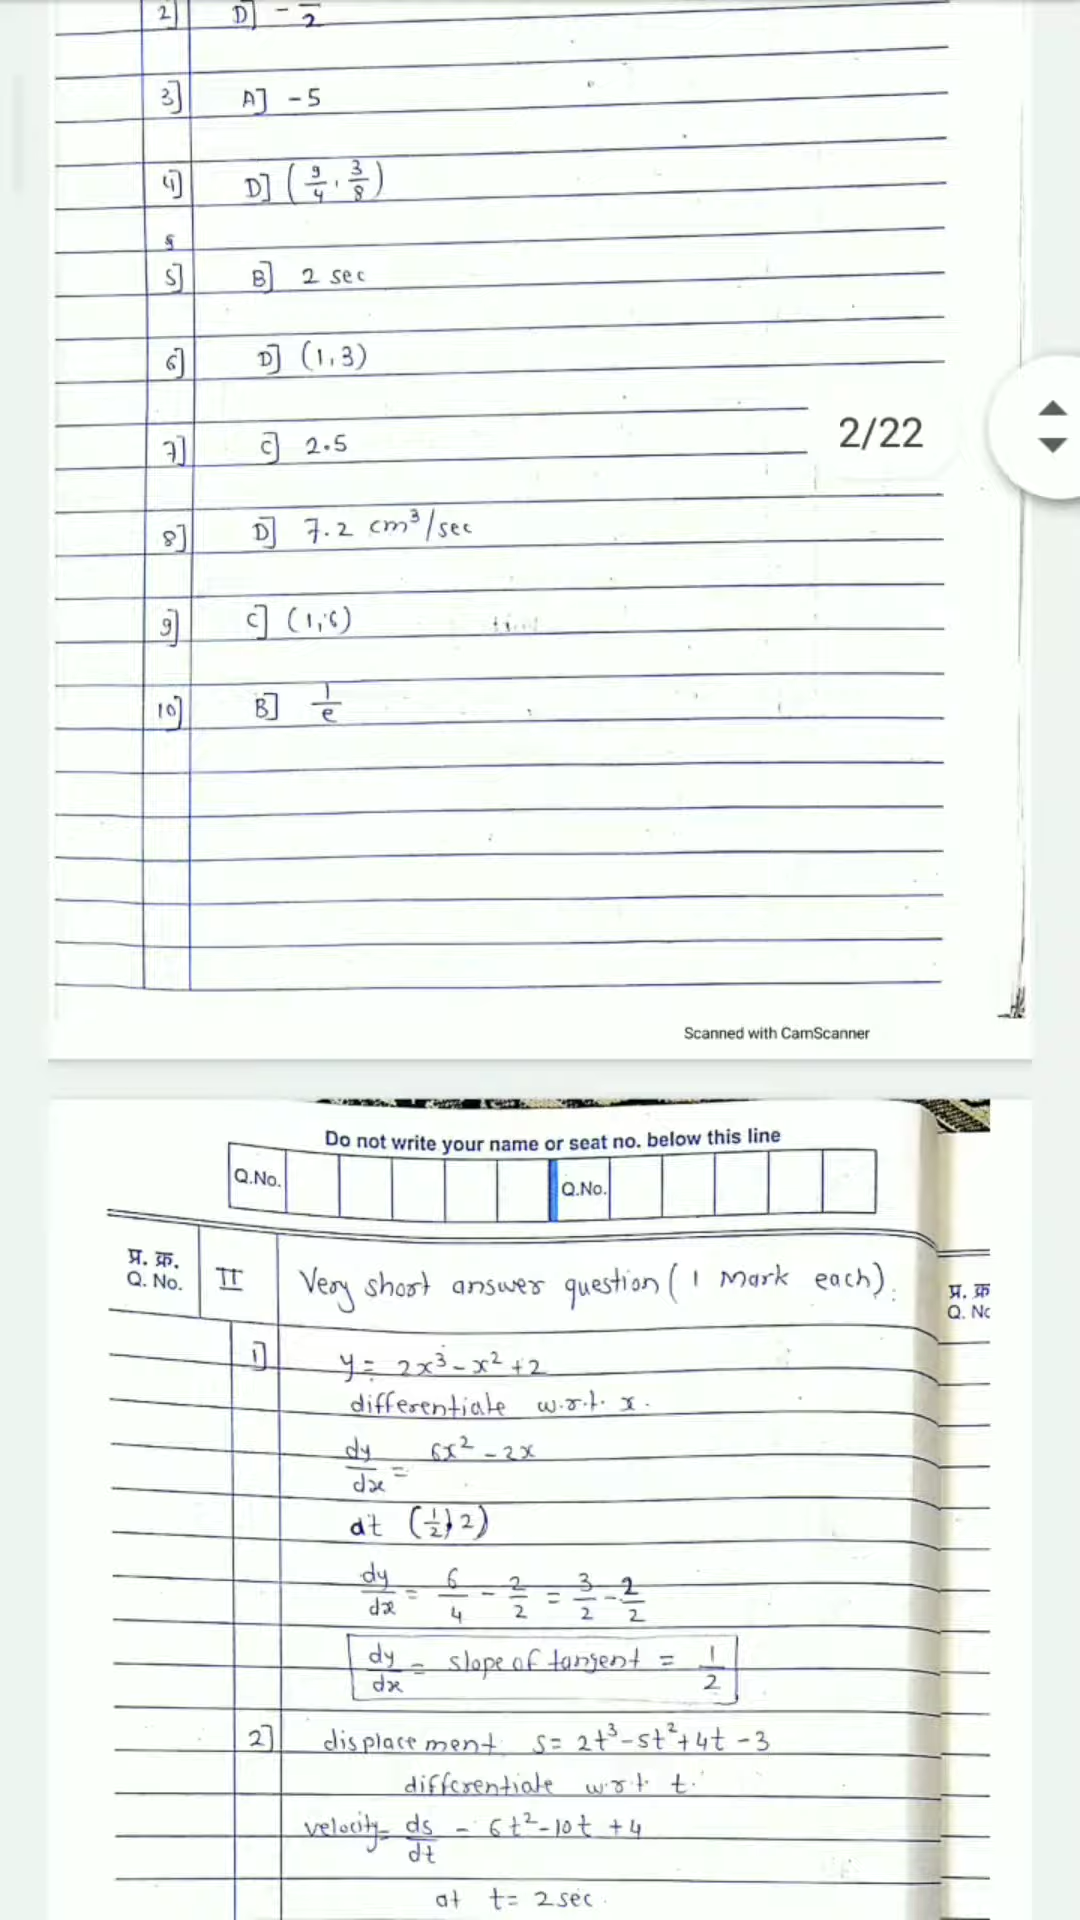 2] D] - _/2
3] A] -5
4] D] (9/4, 3/8)
5
5] B] 2 sec
6] D] (1,3)
2/22
7] C] 2.5
8] D] 7.2 cm³/sec
9] C] (1,6)
10] B] 1/e
Scanned with CamScanner
Do not write your name or seat no. below this line
Q.No. Q.No.
प्र. क्र.
Q. No. II Very short answer question ( 1 Mark each).
प्र. क्र
Q. No
1] y = 2x³ - x² + 2
differentiate w.r.t. x.
dy/dx = 6x² - 2x
at (1/2, 2)
dy/dx = 6/4 - 2/2 = 3/2 - 2/2
dy/dx = slope of tangent = 1/2
2] displacement s = 2t³ - 5t² + 4t - 3
differentiate w.r.t. t.
velocity = ds/dt = 6t² - 10t + 4
at t = 2 sec.